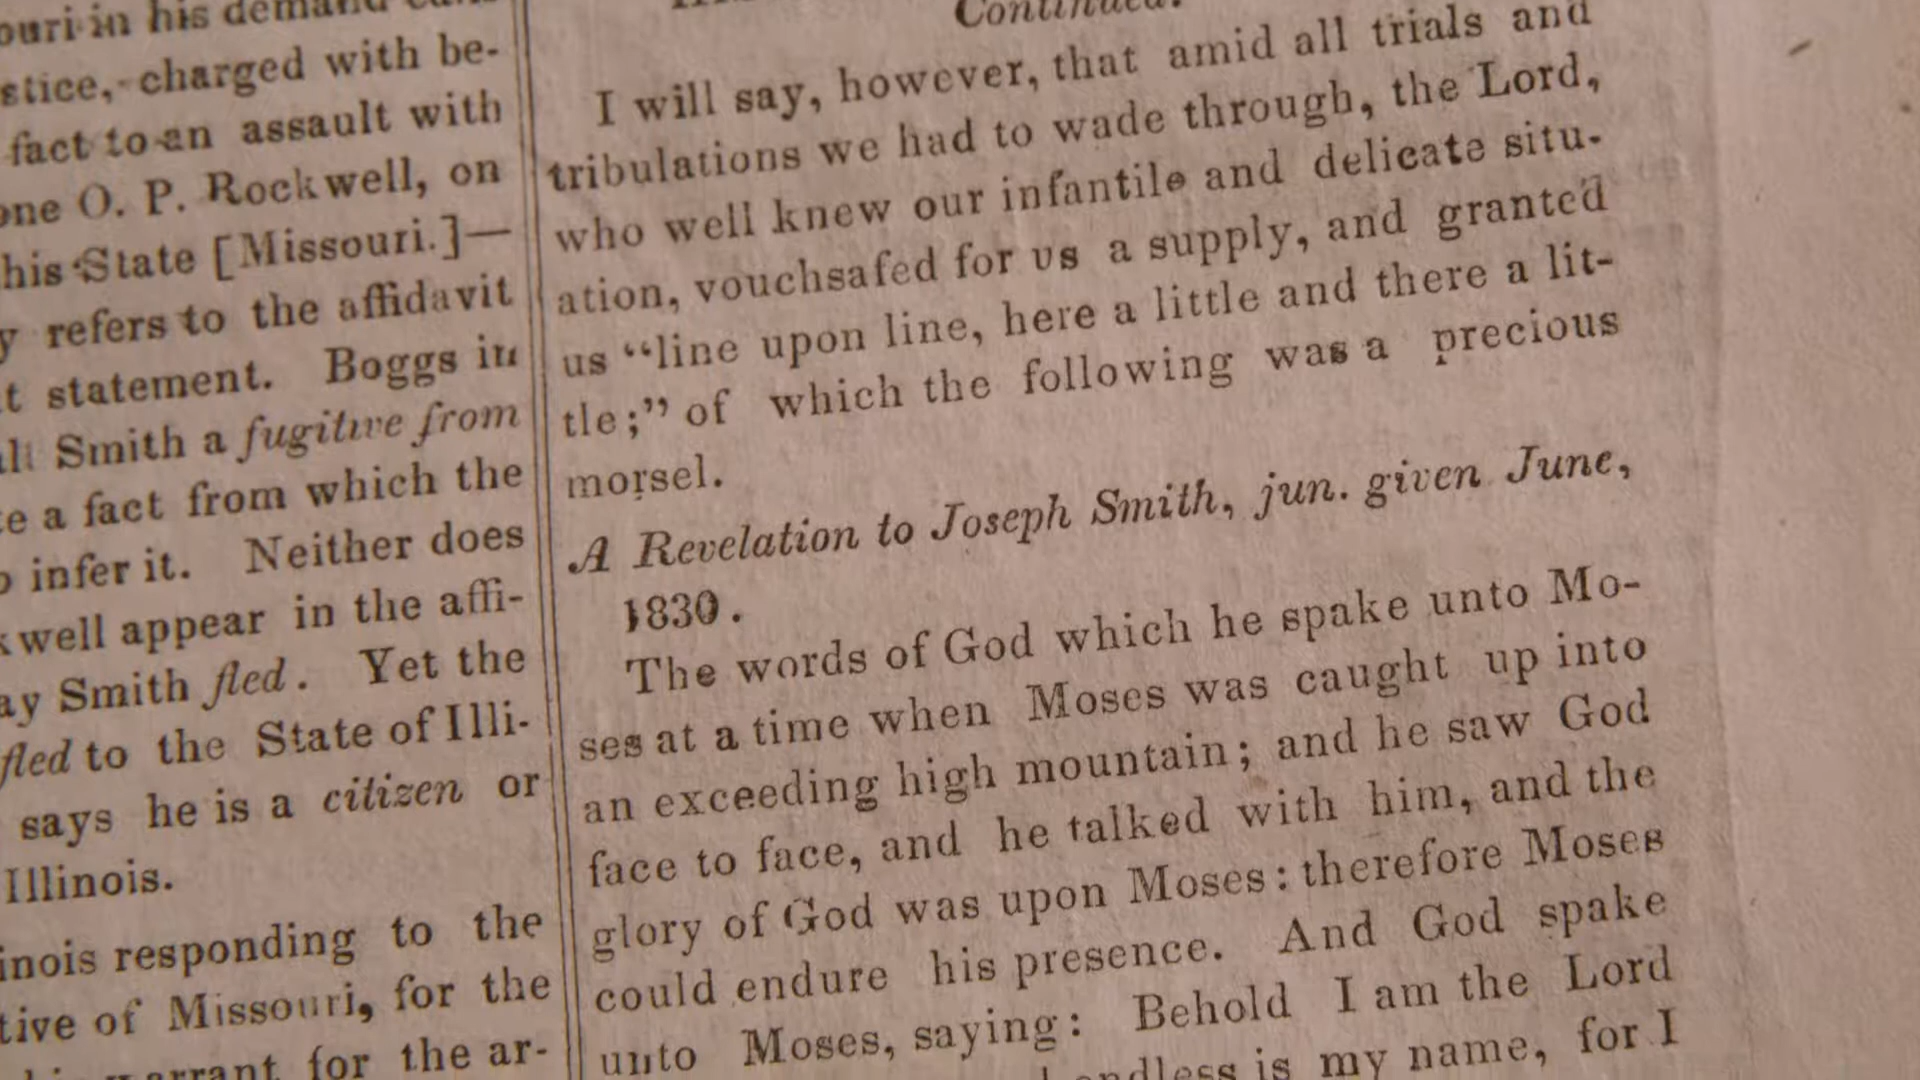 ouri in his demand
stice, charged with be-
fact to an assault with
one O. P. Rockwell, on
his State [Missouri.]—
y refers to the affidavit
t statement. Boggs in
Smith a fugitive from
e a fact from which the
infer it. Neither does
kwell appear in the affi-
ay Smith fled. Yet the
fled to the State of Illi-
says he is a citizen or
Illinois.
inois responding to the
tive of Missouri, for the
warrant for the ar-
Continued.
I will say, however, that amid all trials and
tribulations we had to wade through, the Lord,
who well knew our infantile and delicate situ-
ation, vouchsafed for us a supply, and granted
us “line upon line, here a little and there a lit-
tle;” of which the following was a precious
morsel.
A Revelation to Joseph Smith, jun. given June,
1830.
The words of God which he spake unto Mo-
ses at a time when Moses was caught up into
an exceeding high mountain; and he saw God
face to face, and he talked with him, and the
glory of God was upon Moses: therefore Moses
could endure his presence. And God spake
unto Moses, saying: Behold I am the Lord
endless is my name, for I